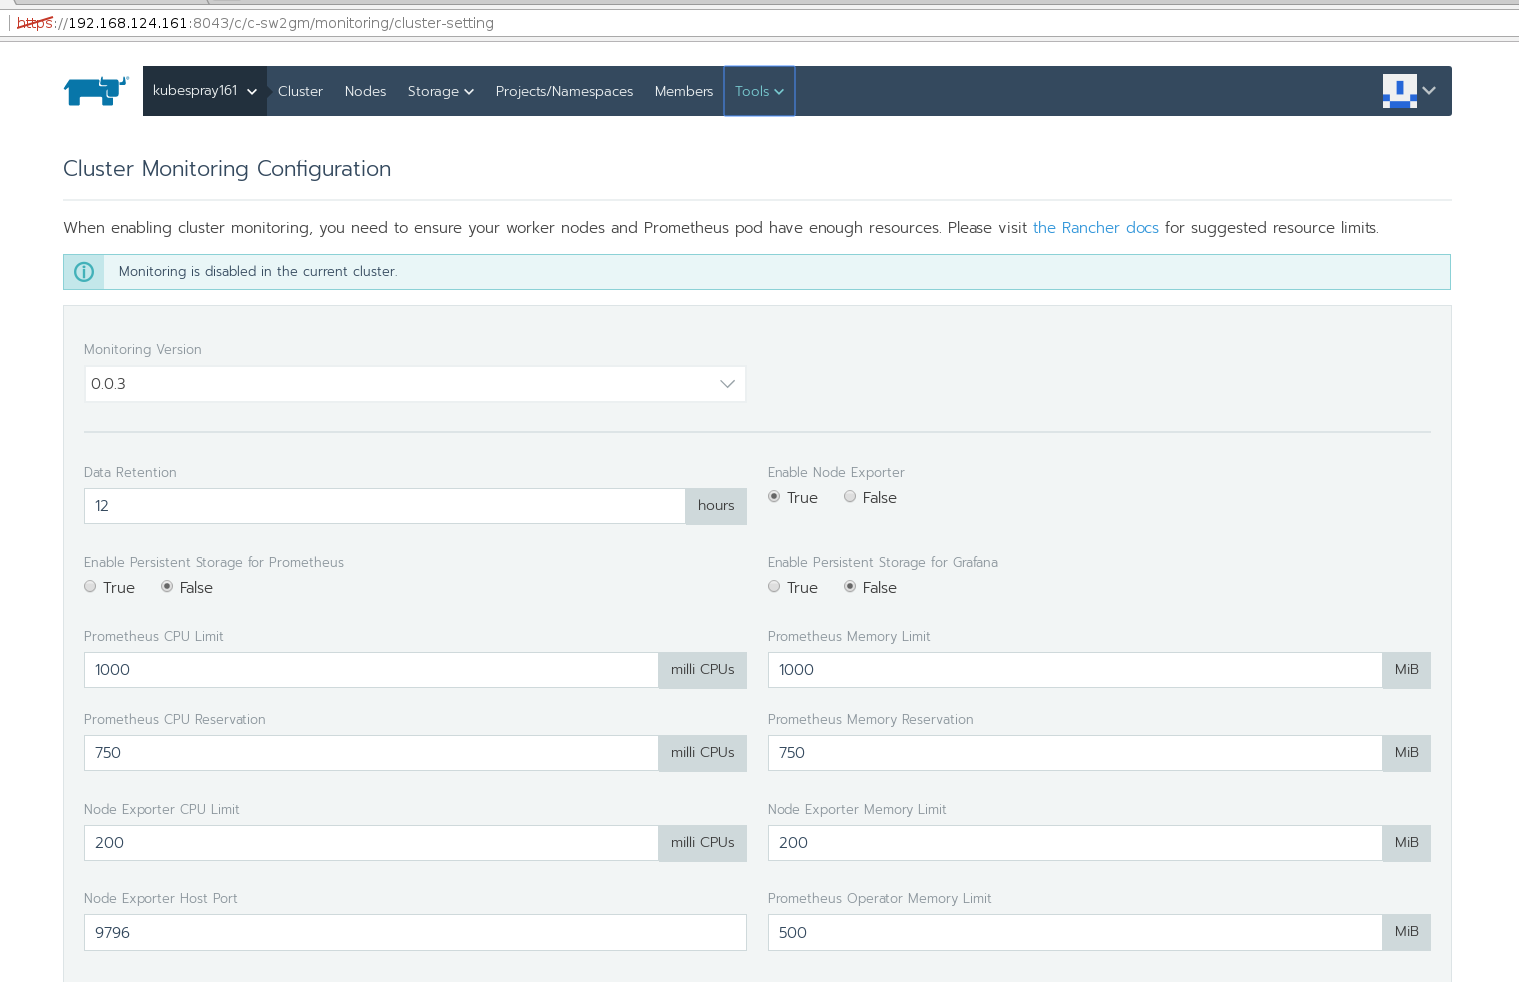 https://192.168.124.161:8043/c/c-sw2gm/monitoring/cluster-setting
kubespray161 Cluster Nodes Storage Projects/Namespaces Members Tools
Cluster Monitoring Configuration
When enabling cluster monitoring, you need to ensure your worker nodes and Prometheus pod have enough resources. Please visit the Rancher docs for suggested resource limits.
Monitoring is disabled in the current cluster.
Monitoring Version
0.0.3
Data Retention Enable Node Exporter
12 hours True False
Enable Persistent Storage for Prometheus Enable Persistent Storage for Grafana
True False True False
Prometheus CPU Limit Prometheus Memory Limit
1000 milli CPUs 1000 MiB
Prometheus CPU Reservation Prometheus Memory Reservation
750 milli CPUs 750 MiB
Node Exporter CPU Limit Node Exporter Memory Limit
200 milli CPUs 200 MiB
Node Exporter Host Port Prometheus Operator Memory Limit
9796 500 MiB